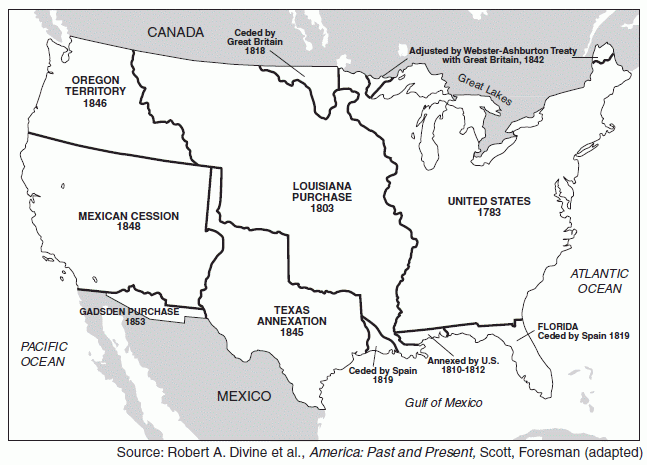 CANADA
Ceded by
Great Britain
1818
Adjusted by Webster-Ashburton Treaty
with Great Britain, 1842
Great Lakes
OREGON
TERRITORY
1846
LOUISIANA
PURCHASE
1803
UNITED STATES
1783
MEXICAN CESSION
1848
ATLANTIC
OCEAN
GADSDEN PURCHASE
1853
TEXAS
ANNEXATION
1845
FLORIDA
Ceded by Spain 1819
PACIFIC
OCEAN
Ceded by Spain
1819
Annexed by U.S.
1810-1812
MEXICO
Gulf of Mexico
Source: Robert A. Divine et al., America: Past and Present, Scott, Foresman (adapted)